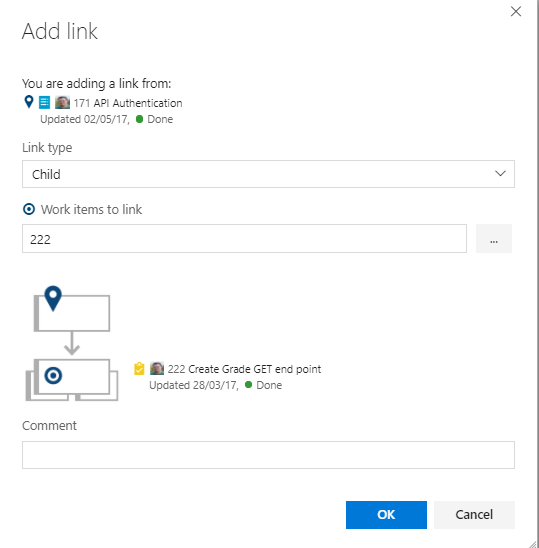 Add link
You are adding a link from:
171 API Authentication
Updated 02/05/17, Done
Link type
Child
Work items to link
222
...
222 Create Grade GET end point
Updated 28/03/17, Done
Comment
OK Cancel